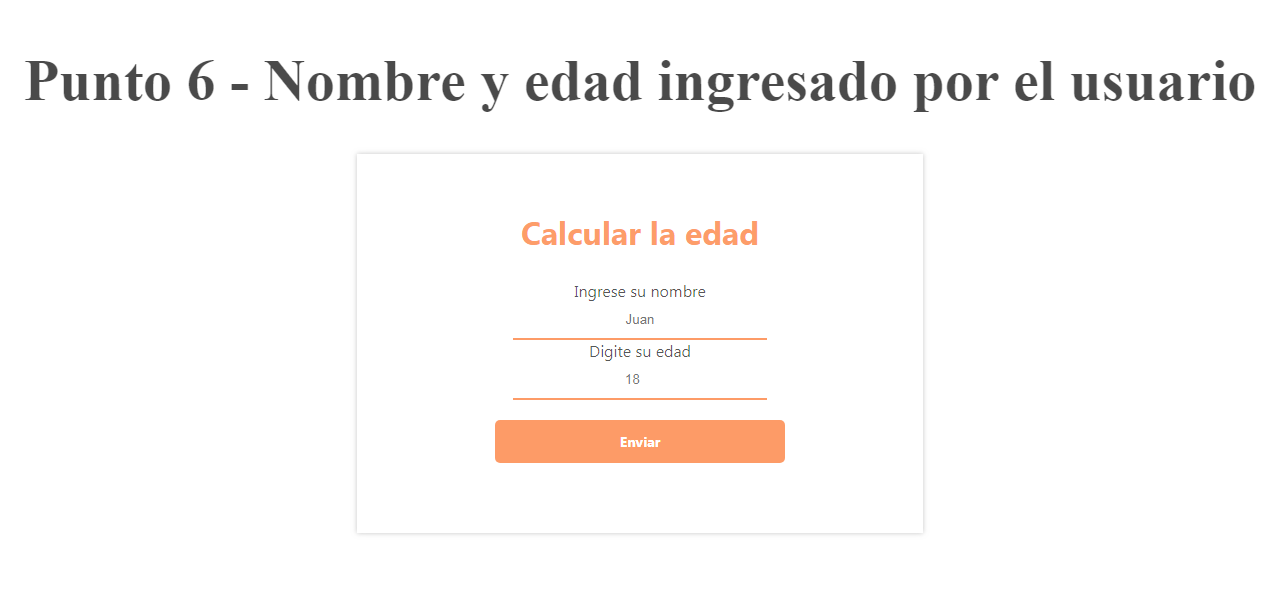 Punto 6 - Nombre y edad ingresado por el usuario
Calcular la edad
Ingrese su nombre
Juan
Digite su edad
18
Enviar